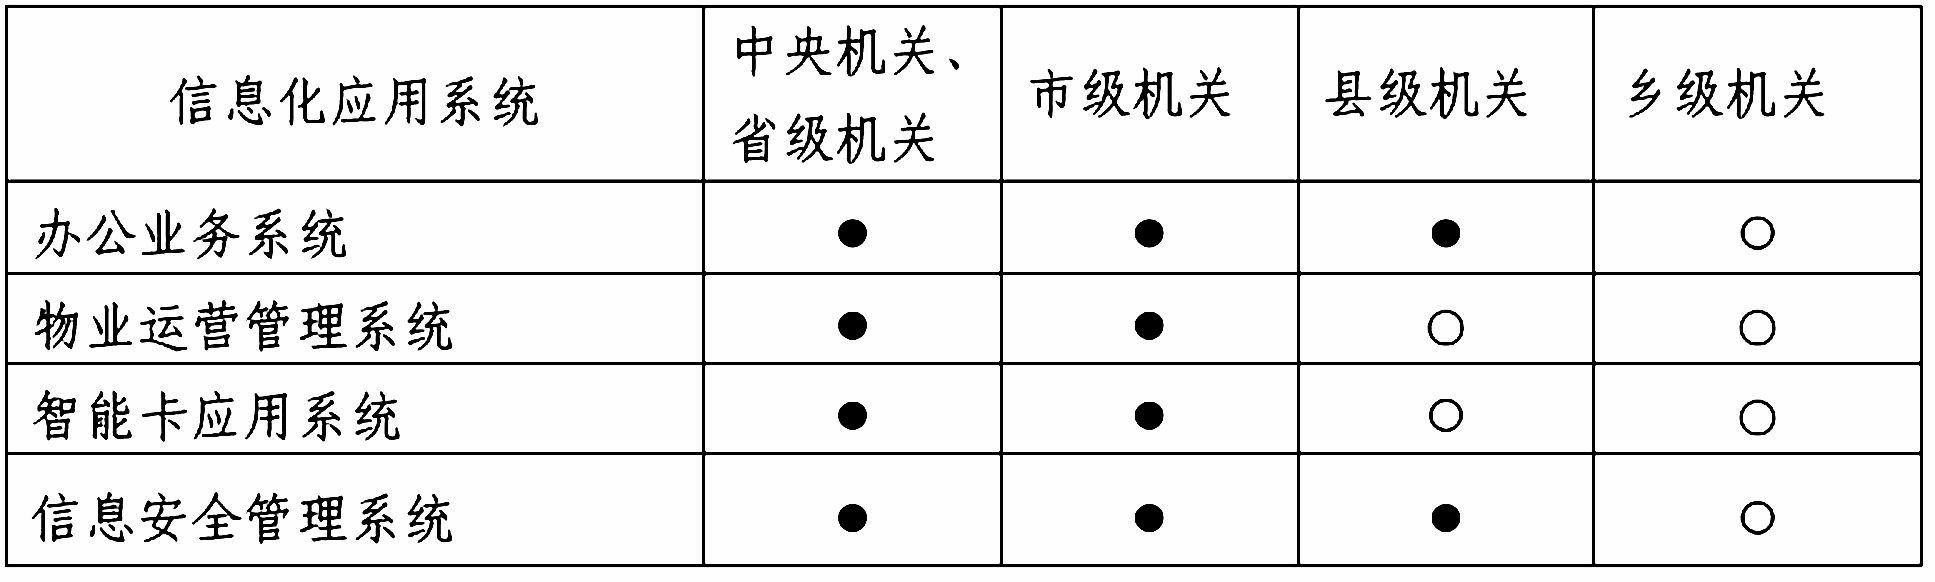 信息化应用系统 中央机关、省级机关 市级机关 县级机关 乡级机关
办公业务系统 ● ● ● ○
物业运营管理系统 ● ● ○ ○
智能卡应用系统 ● ● ○ ○
信息安全管理系统 ● ● ● ○